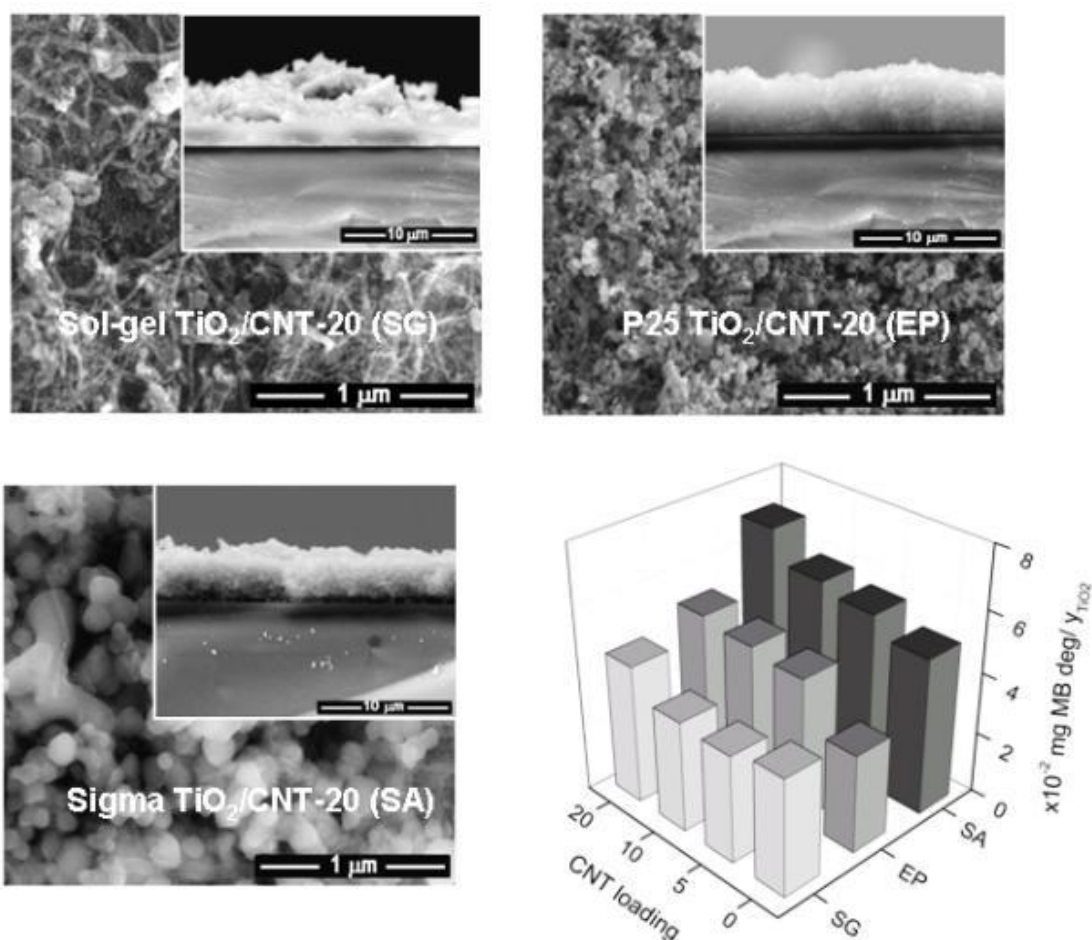 10 µm
Sol-gel TiO₂/CNT-20 (SG)
1 µm
10 µm
P25 TiO₂/CNT-20 (EP)
1 µm
10 µm
Sigma TiO₂/CNT-20 (SA)
1 µm
8
6
4
2
0
x10⁻² mg MB deg/ y_TiO2
20
10
5
0
CNT loading
SG
EP
SA